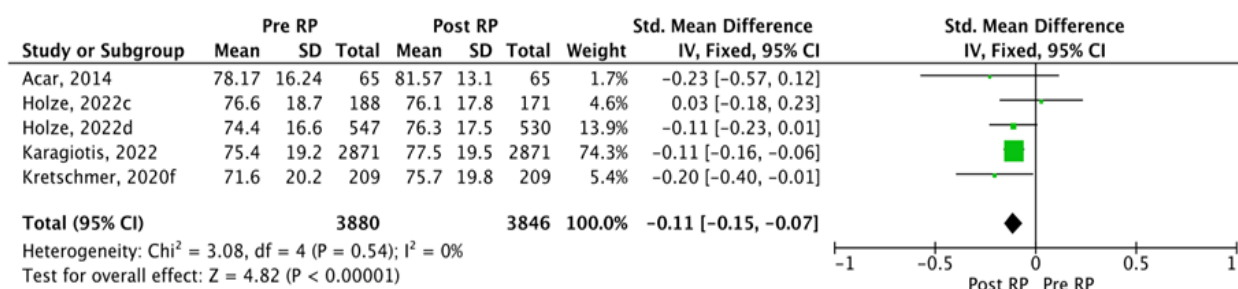 Pre RP Post RP Std. Mean Difference Std. Mean Difference
Study or Subgroup Mean SD Total Mean SD Total Weight IV, Fixed, 95% CI IV, Fixed, 95% CI
Acar, 2014 78.17 16.24 65 81.57 13.1 65 1.7% -0.23 [-0.57, 0.12]
Holze, 2022c 76.6 18.7 188 76.1 17.8 171 4.6% 0.03 [-0.18, 0.23]
Holze, 2022d 74.4 16.6 547 76.3 17.5 530 13.9% -0.11 [-0.23, 0.01]
Karagiotis, 2022 75.4 19.2 2871 77.5 19.5 2871 74.3% -0.11 [-0.16, -0.06]
Kretschmer, 2020f 71.6 20.2 209 75.7 19.8 209 5.4% -0.20 [-0.40, -0.01]
Total (95% CI) 3880 3846 100.0% -0.11 [-0.15, -0.07]
Heterogeneity: Chi² = 3.08, df = 4 (P = 0.54); I² = 0%
Test for overall effect: Z = 4.82 (P < 0.00001)
-1 -0.5 0 0.5 1
Post RP Pre RP